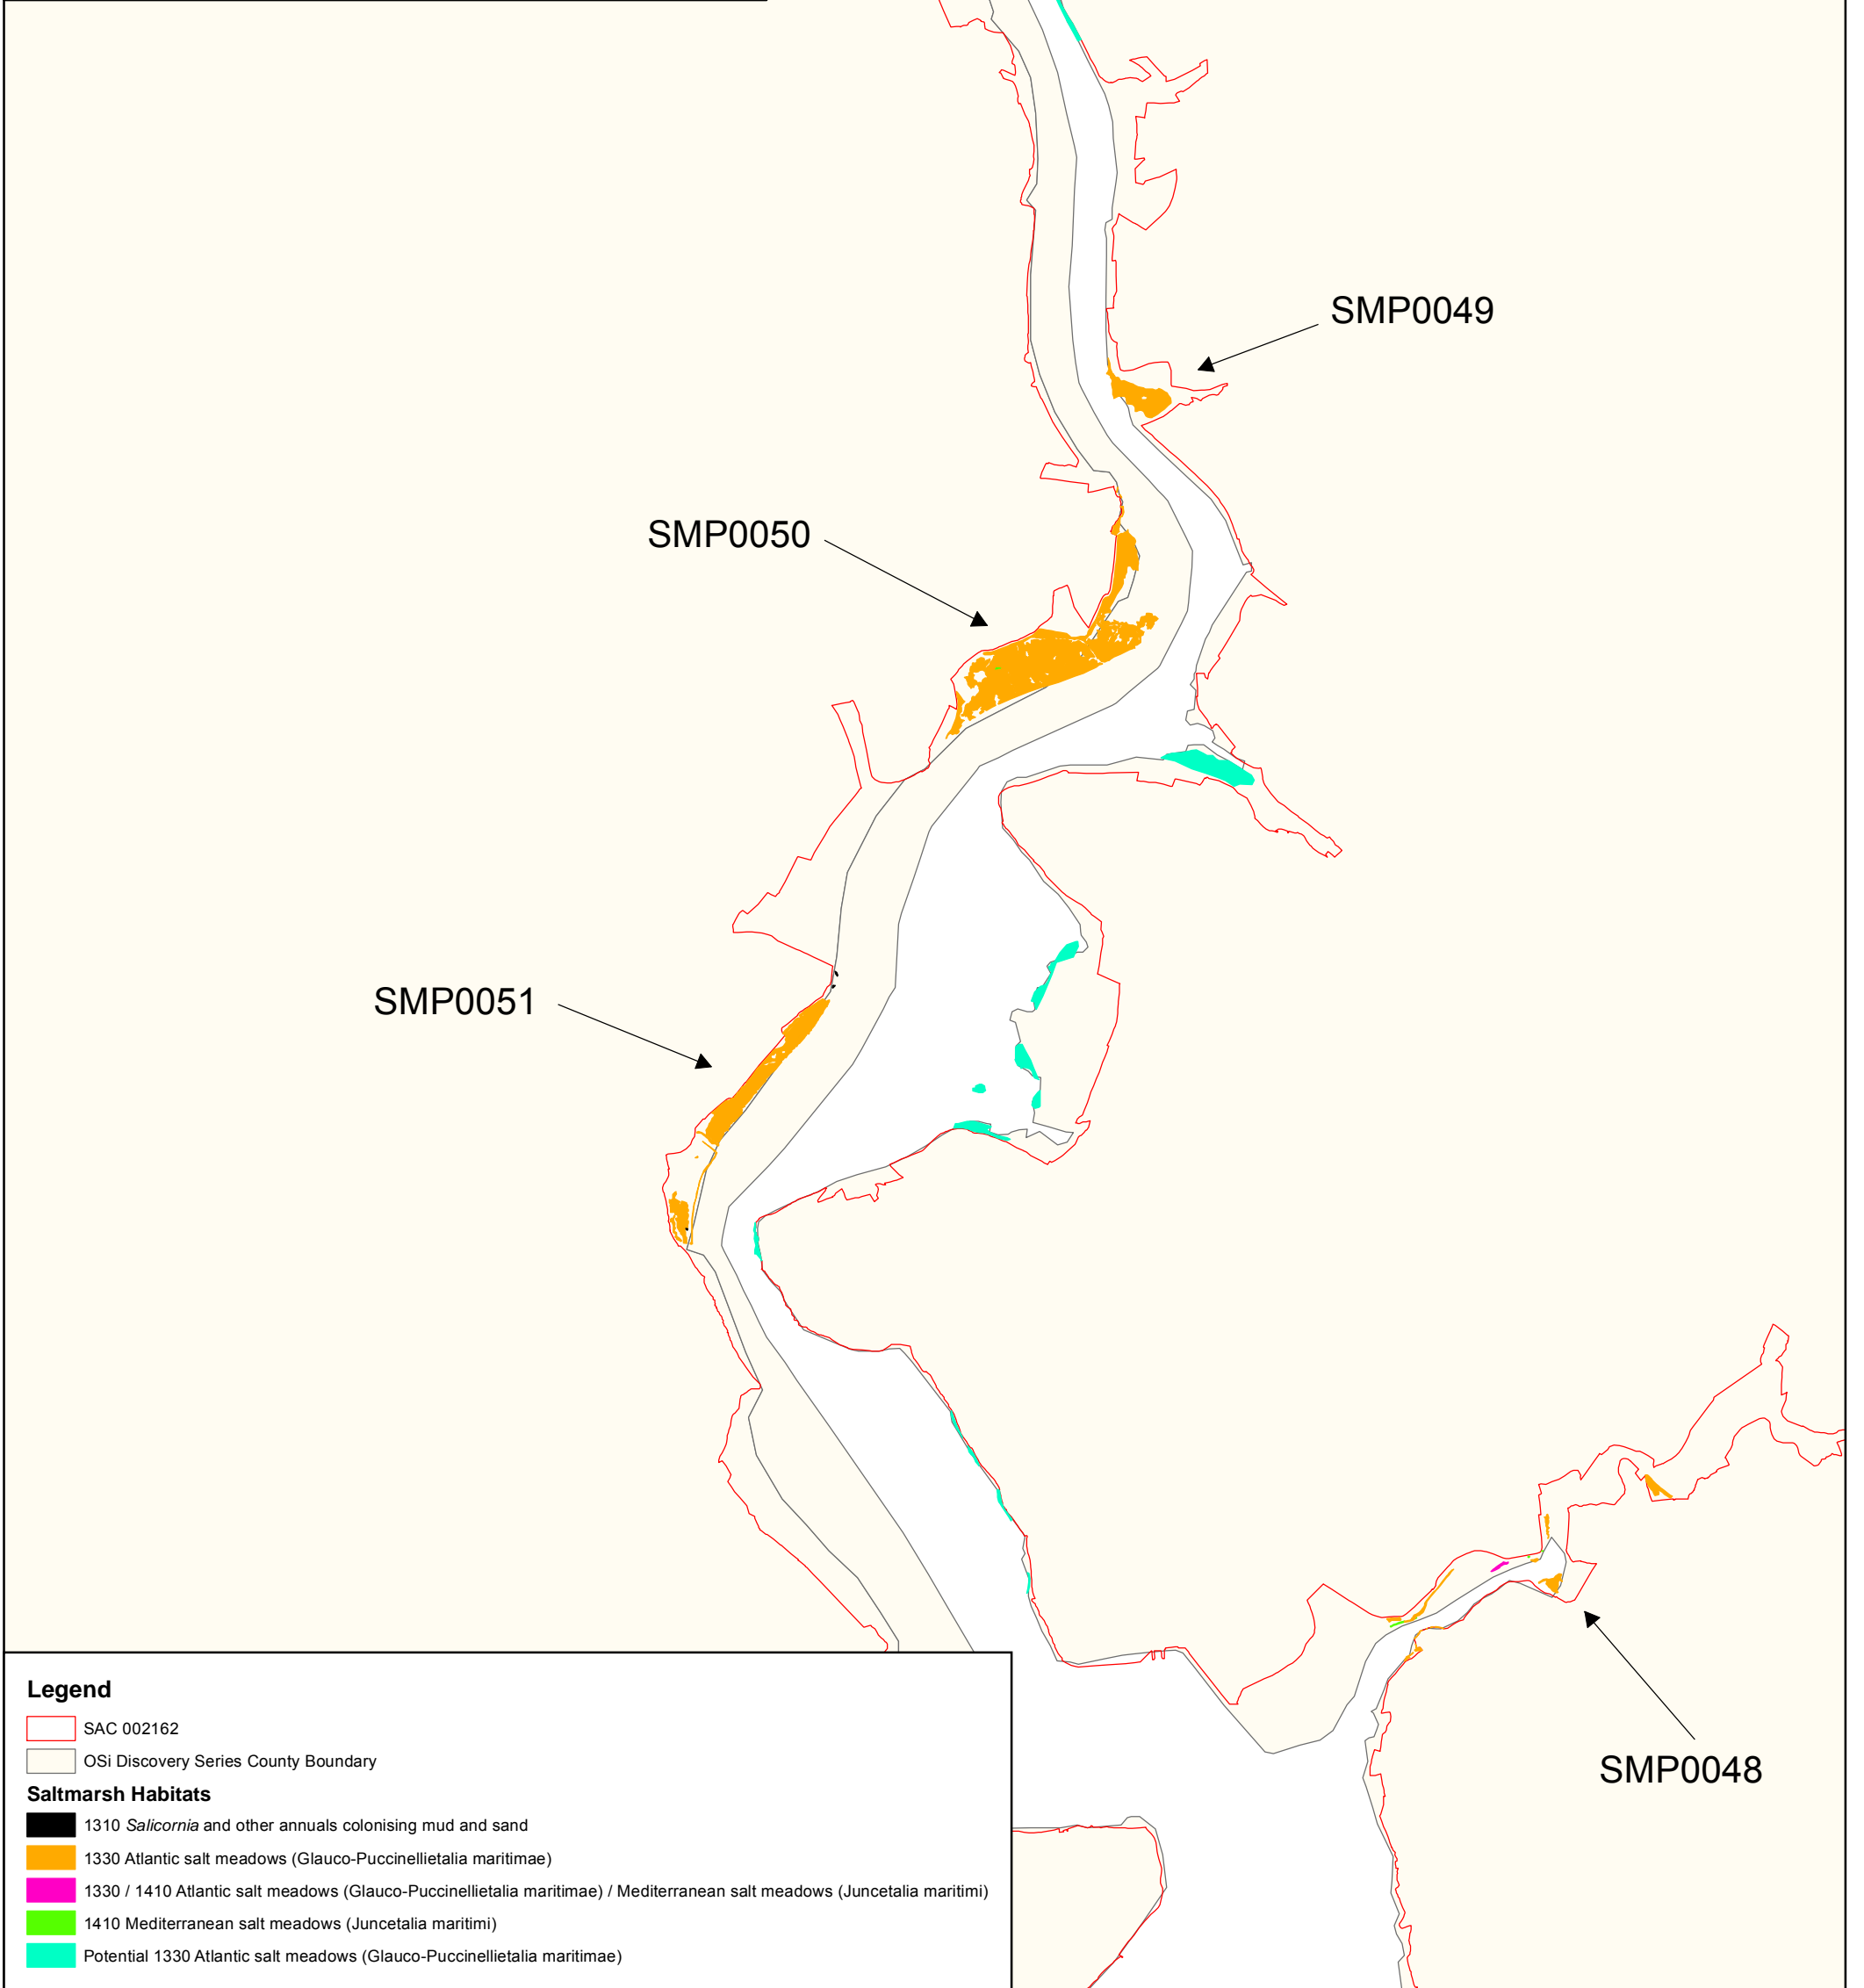 SMP0049
SMP0050
SMP0051
SMP0048
Legend
SAC 002162
OSi Discovery Series County Boundary
Saltmarsh Habitats
1310 Salicornia and other annuals colonising mud and sand
1330 Atlantic salt meadows (Glauco-Puccinellietalia maritimae)
1330 / 1410 Atlantic salt meadows (Glauco-Puccinellietalia maritimae) / Mediterranean salt meadows (Juncetalia maritimi)
1410 Mediterranean salt meadows (Juncetalia maritimi)
Potential 1330 Atlantic salt meadows (Glauco-Puccinellietalia maritimae)